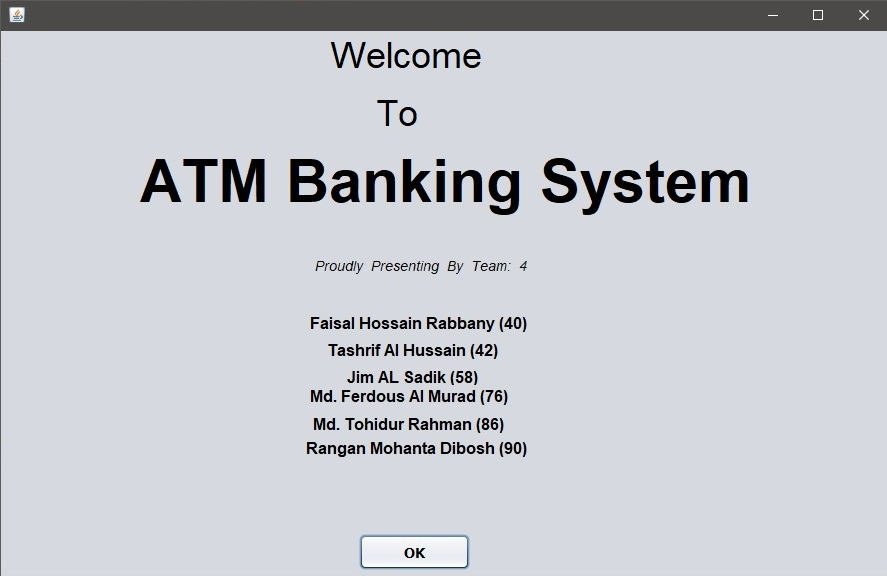 Welcome
To
ATM Banking System
Proudly Presenting By Team: 4
Faisal Hossain Rabbany (40)
Tashrif Al Hussain (42)
Jim AL Sadik (58)
Md. Ferdous Al Murad (76)
Md. Tohidur Rahman (86)
Rangan Mohanta Dibosh (90)
OK